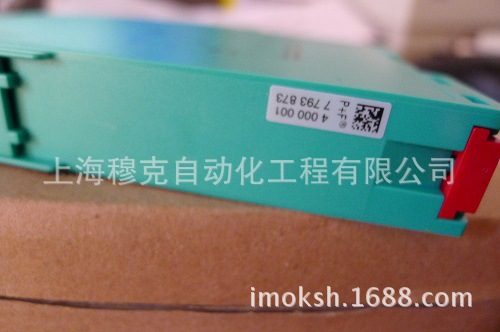 P+F®
7 793 873
4 000 001
上海穆克自动化工程有限公司
imoksh.1688.com